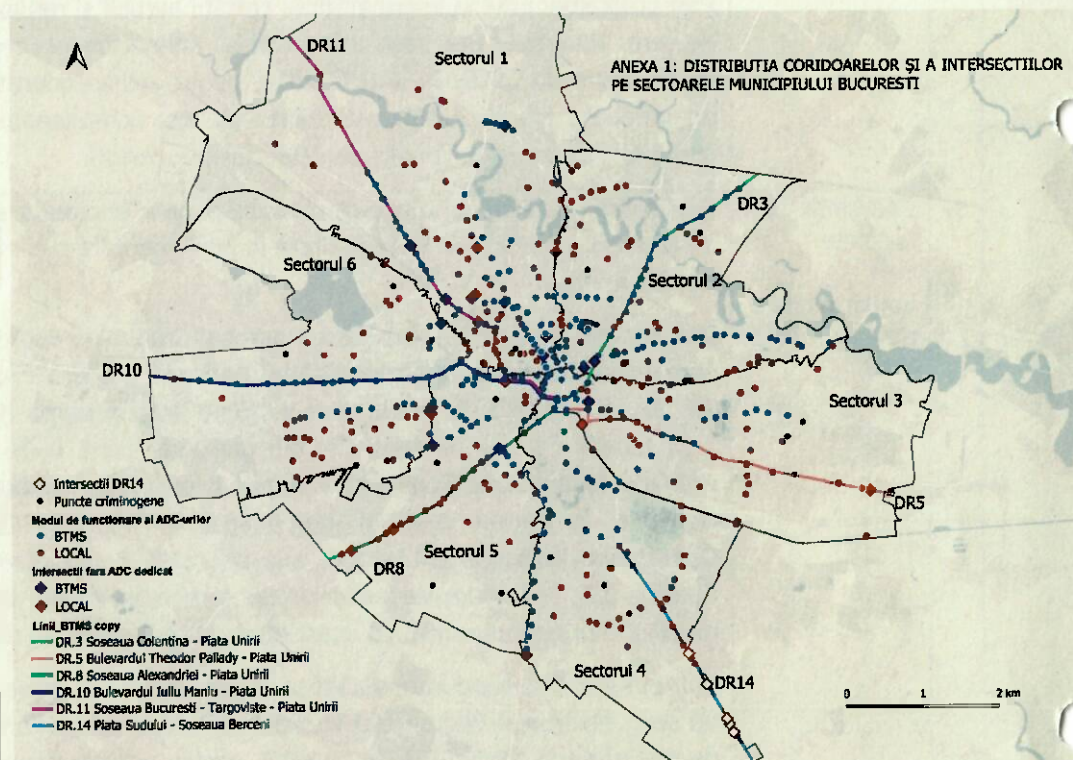 ANEXA 1: DISTRIBUTIA CORIDOARELOR ȘI A INTERSECTIILOR
PE SECTOARELE MUNICIPIULUI BUCURESTI
DR11
Sectorul 1
DR3
Sectorul 2
Sectorul 6
DR10
Sectorul 3
DR5
Sectorul 5
DR8
Sectorul 4
DR14
0 1 2 km
Intersectii DR14
Puncte criminogene
Modul de functionare al ADC-urilor
BTMS
LOCAL
Intersectii fara ADC dedicat
BTMS
LOCAL
Linii_BTMS copy
DR.3 Soseaua Colentina - Piata Unirii
DR.5 Bulevardul Theodor Pallady - Piata Unirii
DR.8 Soseaua Alexandriei - Piata Unirii
DR.10 Bulevardul Iuliu Maniu - Piata Unirii
DR.11 Soseaua Bucuresti - Targoviste - Piata Unirii
DR.14 Piata Sudului - Soseaua Berceni